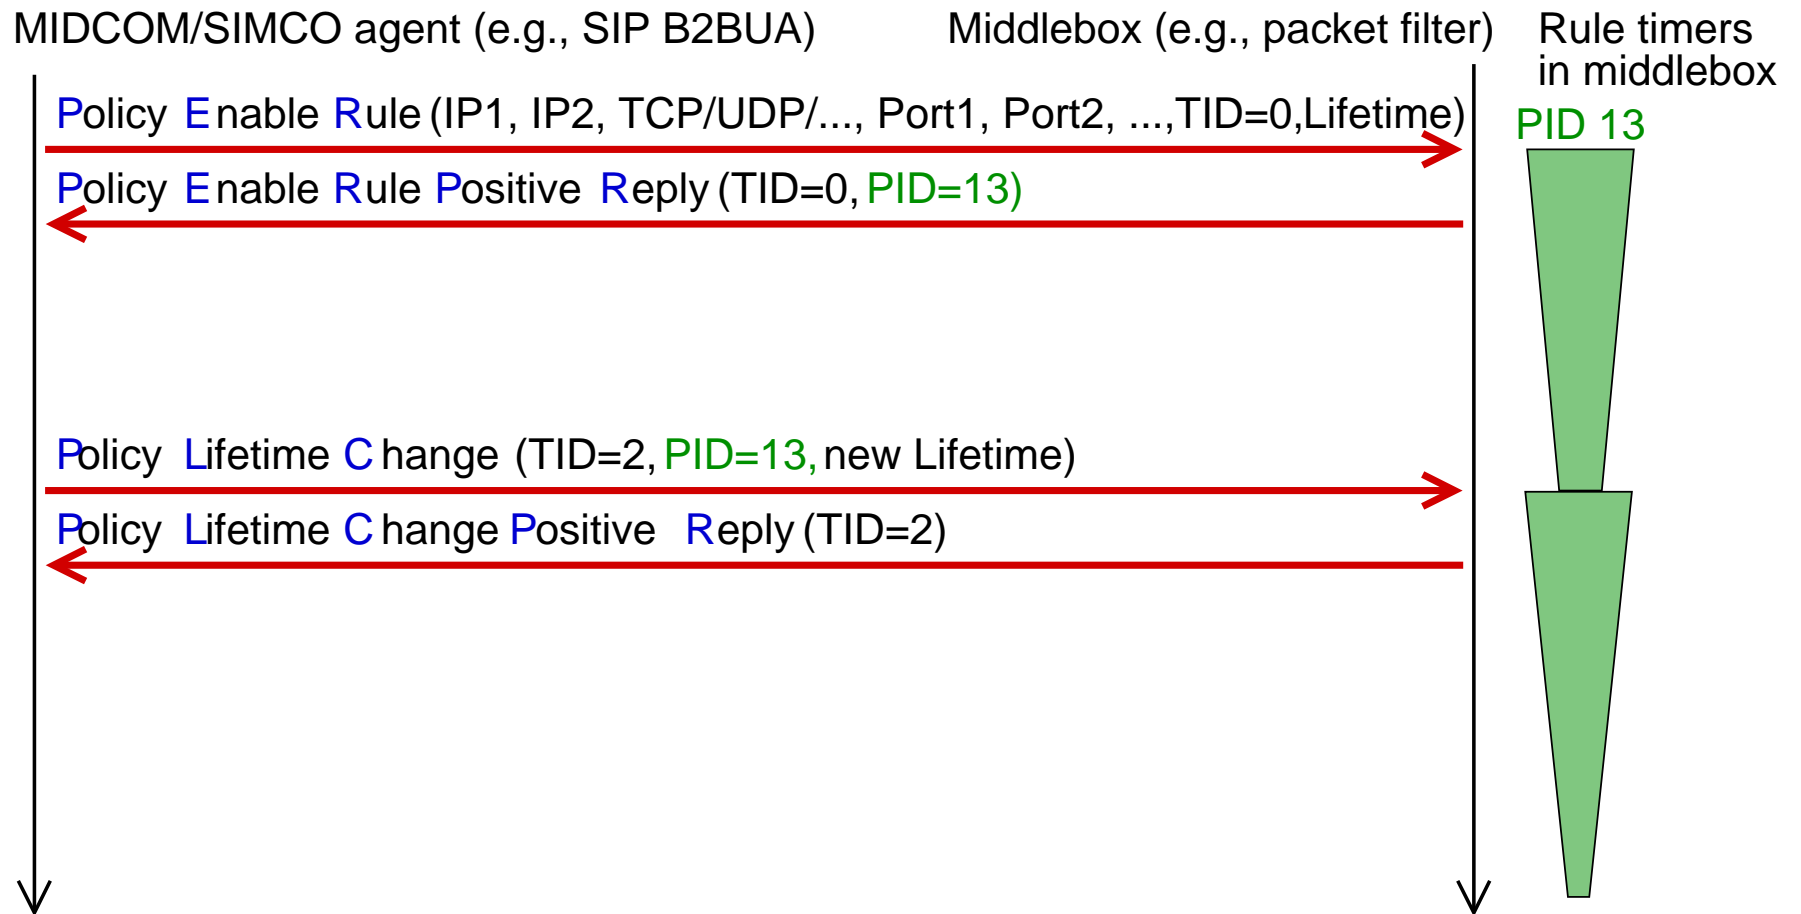 MIDCOM/SIMCO agent (e.g., SIP B2BUA)
Middlebox (e.g., packet filter)
Rule timers
in middlebox
Policy Enable Rule (IP1, IP2, TCP/UDP/..., Port1, Port2, ...,TID=0,Lifetime)
PID 13
Policy Enable Rule Positive Reply (TID=0, PID=13)
Policy Lifetime Change (TID=2, PID=13, new Lifetime)
Policy Lifetime Change Positive Reply (TID=2)